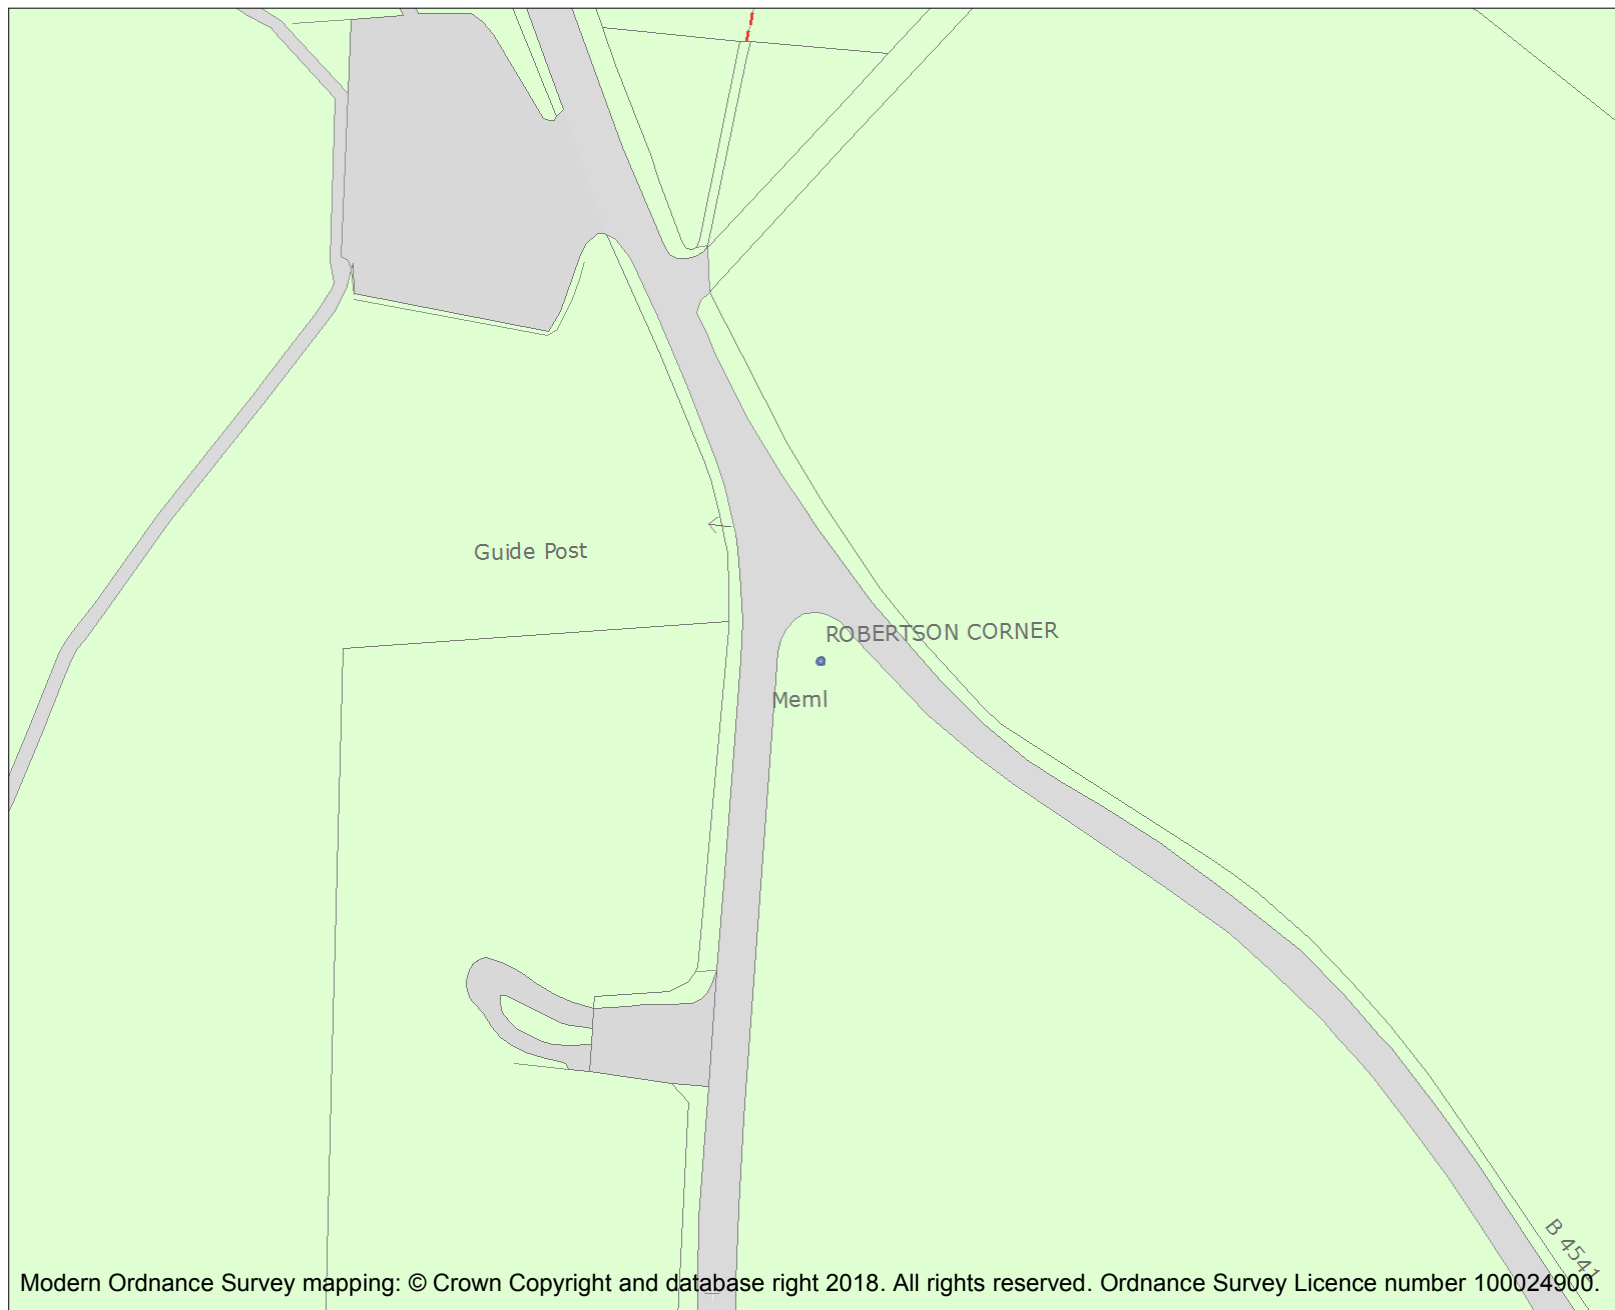 Guide Post
ROBERTSON CORNER
Meml
B 4541
Modern Ordnance Survey mapping: © Crown Copyright and database right 2018. All rights reserved. Ordnance Survey Licence number 100024900.